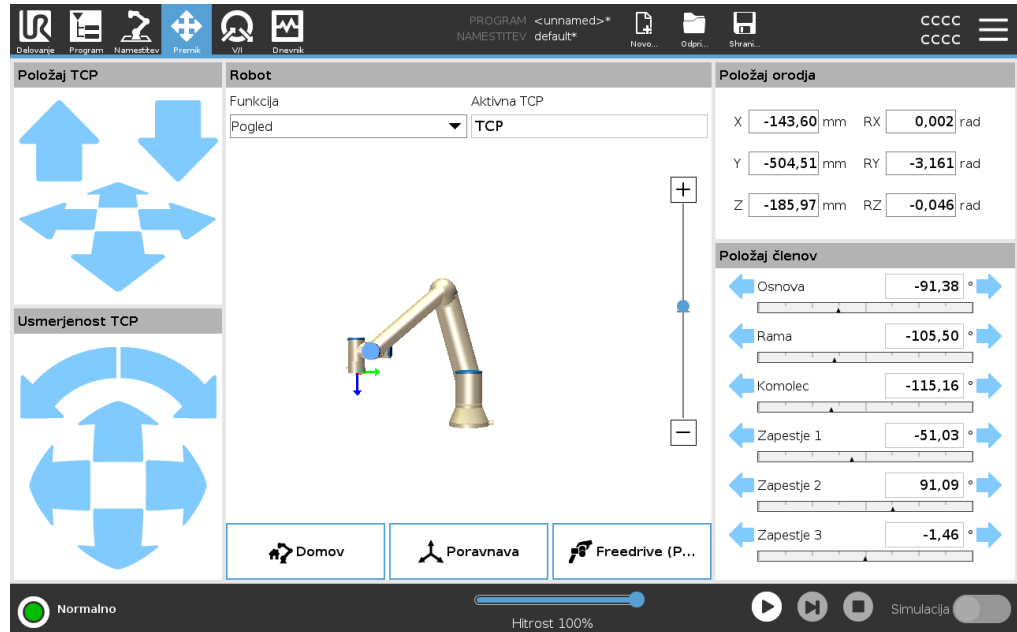 UR
PROGRAM <unnamed>*
NAMESTITEV default*
CCCC
CCCC
Delovanje Program Namestitev Premik V/I Dnevnik Novo... Odpri... Shrani...
Položaj TCP
Robot
Funkcija Aktivna TCP
Pogled TCP
+
−
Domov Poravnava Freedrive (P...
Usmerjenost TCP
Položaj orodja
X -143,60 mm RX 0,002 rad
Y -504,51 mm RY -3,161 rad
Z -185,97 mm RZ -0,046 rad
Položaj členov
Osnova -91,38 °
Rama -105,50 °
Komolec -115,16 °
Zapestje 1 -51,03 °
Zapestje 2 91,09 °
Zapestje 3 -1,46 °
Normalno
Hitrost 100%
Simulacija